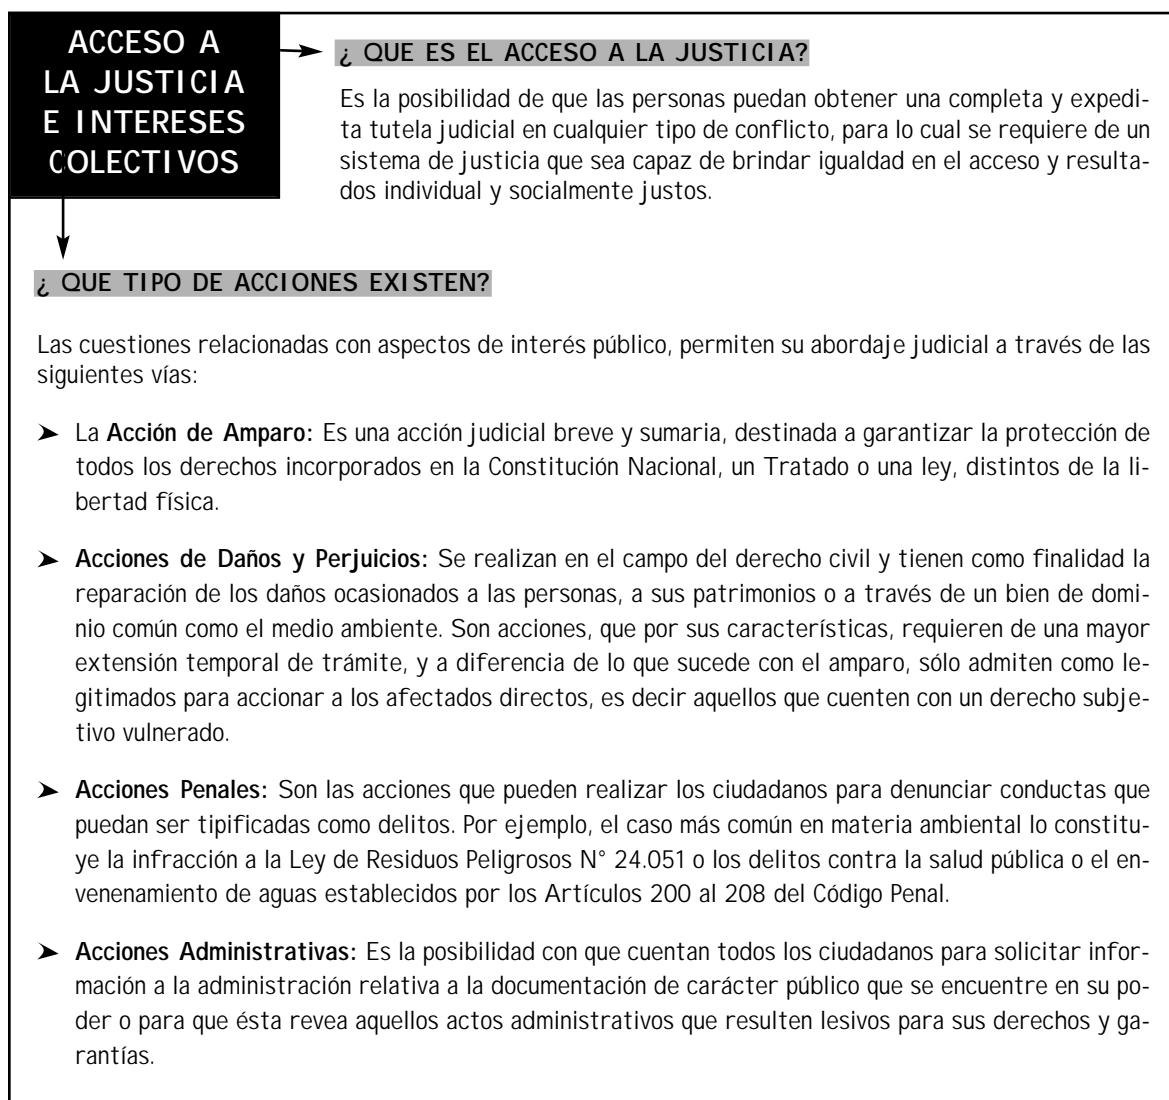 ACCESO A
LA JUSTICIA
E INTERESES
COLECTIVOS
¿ QUE ES EL ACCESO A LA JUSTICIA?
Es la posibilidad de que las personas puedan obtener una completa y expedi-
ta tutela judicial en cualquier tipo de conflicto, para lo cual se requiere de un
sistema de justicia que sea capaz de brindar igualdad en el acceso y resulta-
dos individual y socialmente justos.
¿ QUE TIPO DE ACCIONES EXISTEN?
Las cuestiones relacionadas con aspectos de interés público, permiten su abordaje judicial a través de las
siguientes vías:
➤ La Acción de Amparo: Es una acción judicial breve y sumaria, destinada a garantizar la protección de
todos los derechos incorporados en la Constitución Nacional, un Tratado o una ley, distintos de la li-
bertad física.
➤ Acciones de Daños y Perjuicios: Se realizan en el campo del derecho civil y tienen como finalidad la
reparación de los daños ocasionados a las personas, a sus patrimonios o a través de un bien de domi-
nio común como el medio ambiente. Son acciones, que por sus características, requieren de una mayor
extensión temporal de trámite, y a diferencia de lo que sucede con el amparo, sólo admiten como le-
gitimados para accionar a los afectados directos, es decir aquellos que cuenten con un derecho subje-
tivo vulnerado.
➤ Acciones Penales: Son las acciones que pueden realizar los ciudadanos para denunciar conductas que
puedan ser tipificadas como delitos. Por ejemplo, el caso más común en materia ambiental lo constitu-
ye la infracción a la Ley de Residuos Peligrosos N° 24.051 o los delitos contra la salud pública o el en-
venenamiento de aguas establecidos por los Artículos 200 al 208 del Código Penal.
➤ Acciones Administrativas: Es la posibilidad con que cuentan todos los ciudadanos para solicitar infor-
mación a la administración relativa a la documentación de carácter público que se encuentre en su po-
der o para que ésta revea aquellos actos administrativos que resulten lesivos para sus derechos y ga-
rantías.